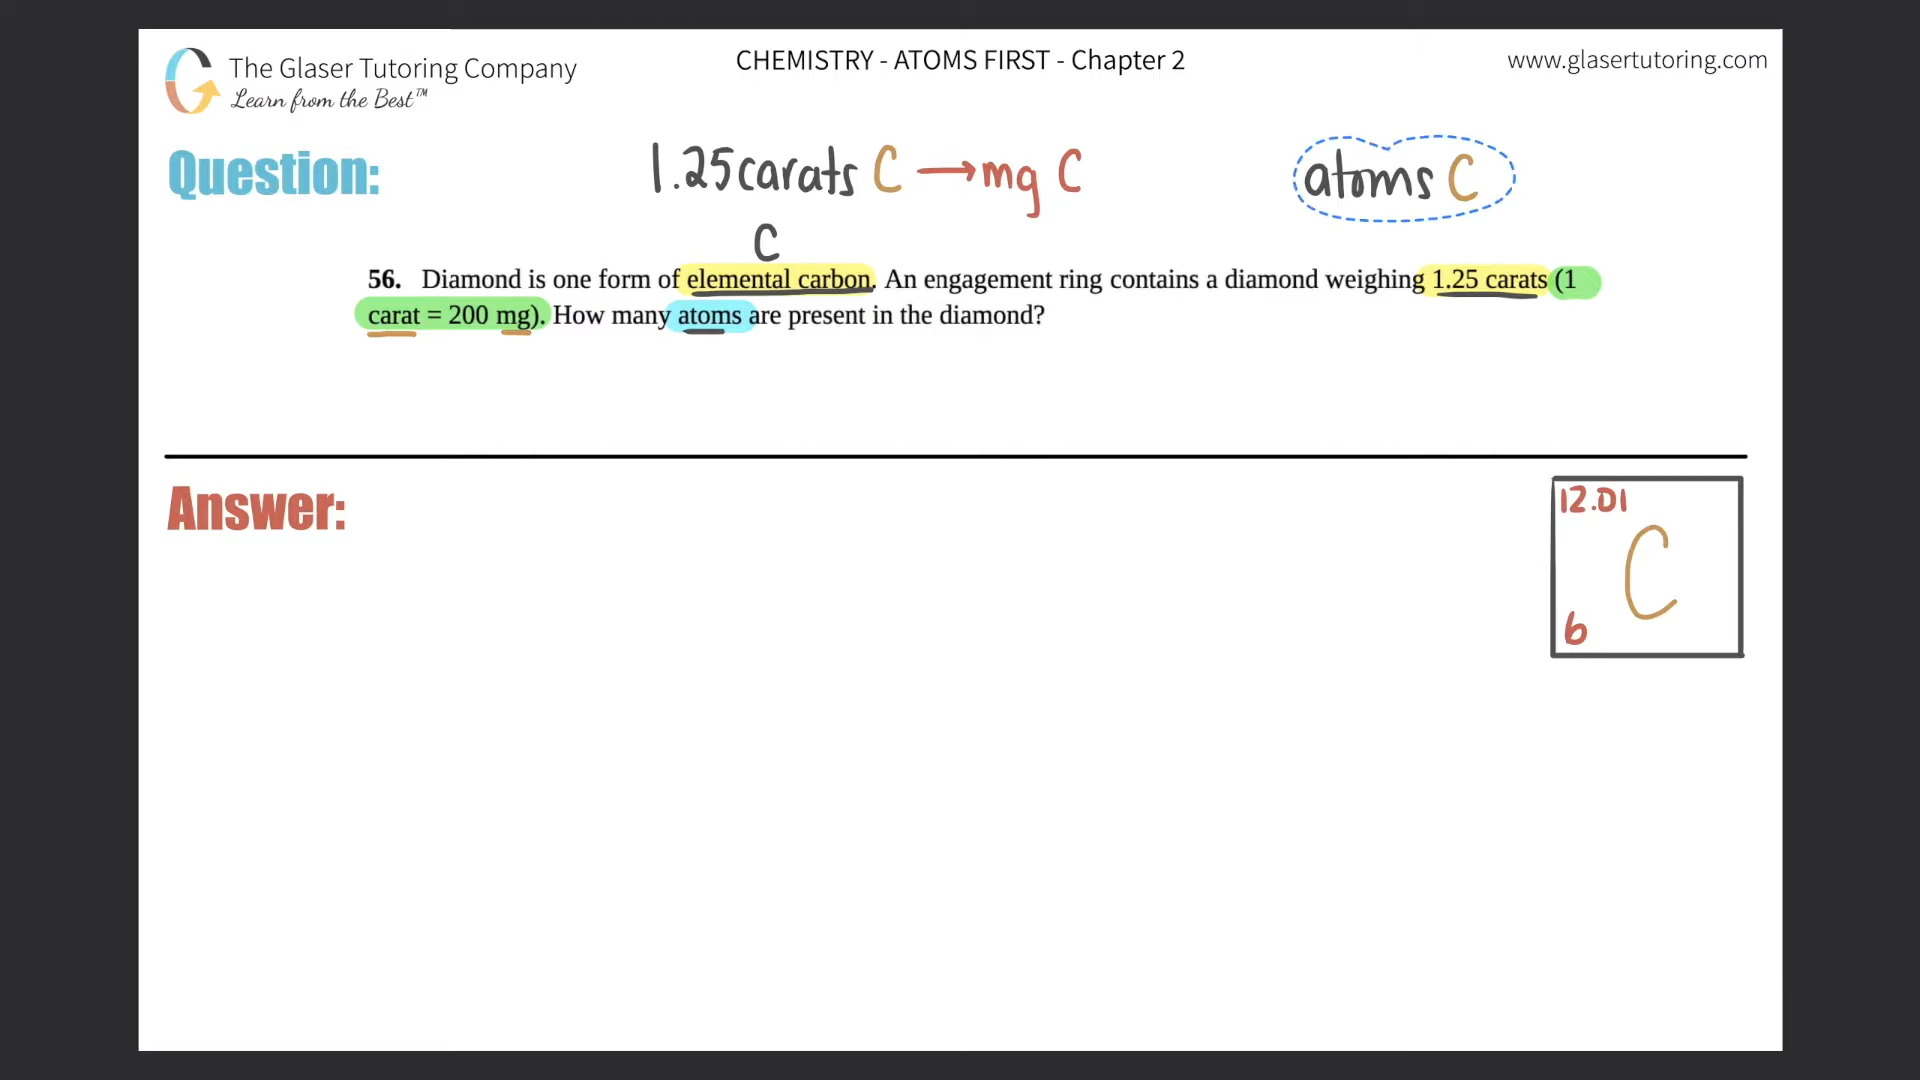 The Glaser Tutoring Company
Learn from the Best™
CHEMISTRY - ATOMS FIRST - Chapter 2
www.glasertutoring.com
Question:
1.25 carats C → mg C
atoms C
C
56. Diamond is one form of elemental carbon. An engagement ring contains a diamond weighing 1.25 carats (1
carat = 200 mg). How many atoms are present in the diamond?
Answer:
12.01
C
6